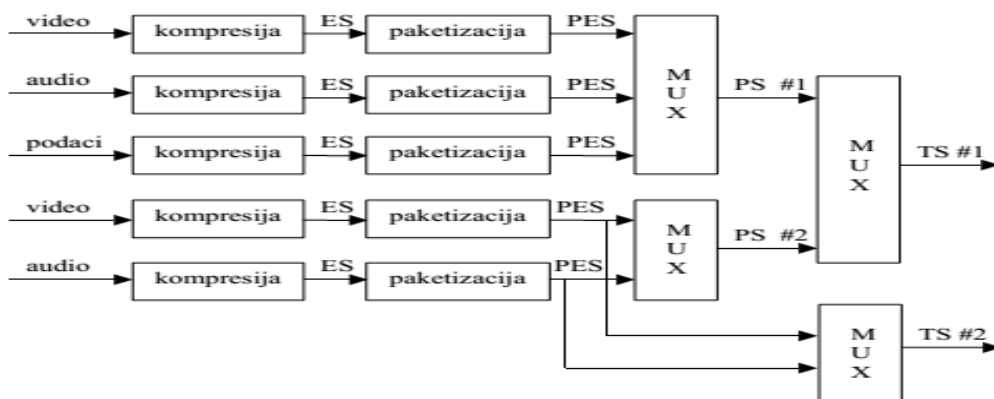 video kompresija ES paketizacija PES
audio kompresija ES paketizacija PES
podaci kompresija ES paketizacija PES
MUX
PS #1
video kompresija ES paketizacija PES
audio kompresija ES paketizacija PES
MUX
PS #2
MUX
TS #1
MUX
TS #2